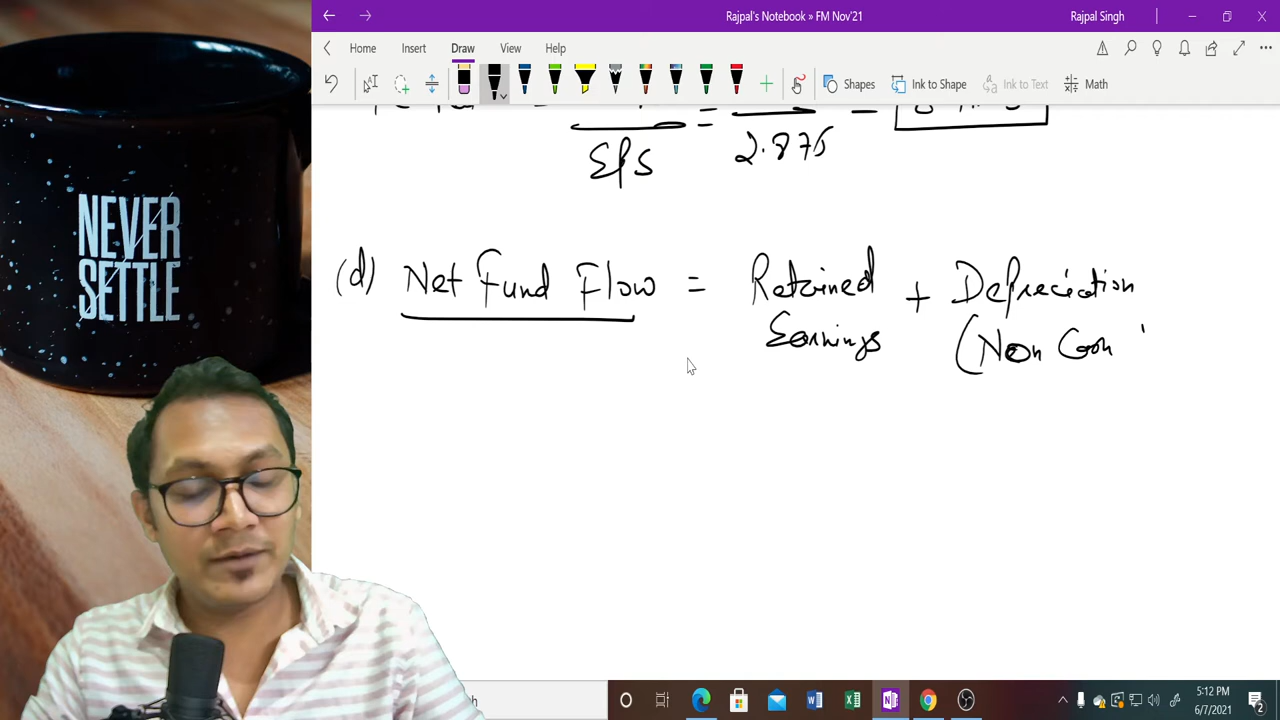 Rajpal's Notebook » FM Nov'21
Rajpal Singh
Home Insert Draw View Help
Shapes Ink to Shape Ink to Text Math
EPS
=
2.875
(d) Net Fund Flow = Retained Earnings + Depreciation
(Non
NEVER
SETTLE
5:12 PM
6/7/2021
2